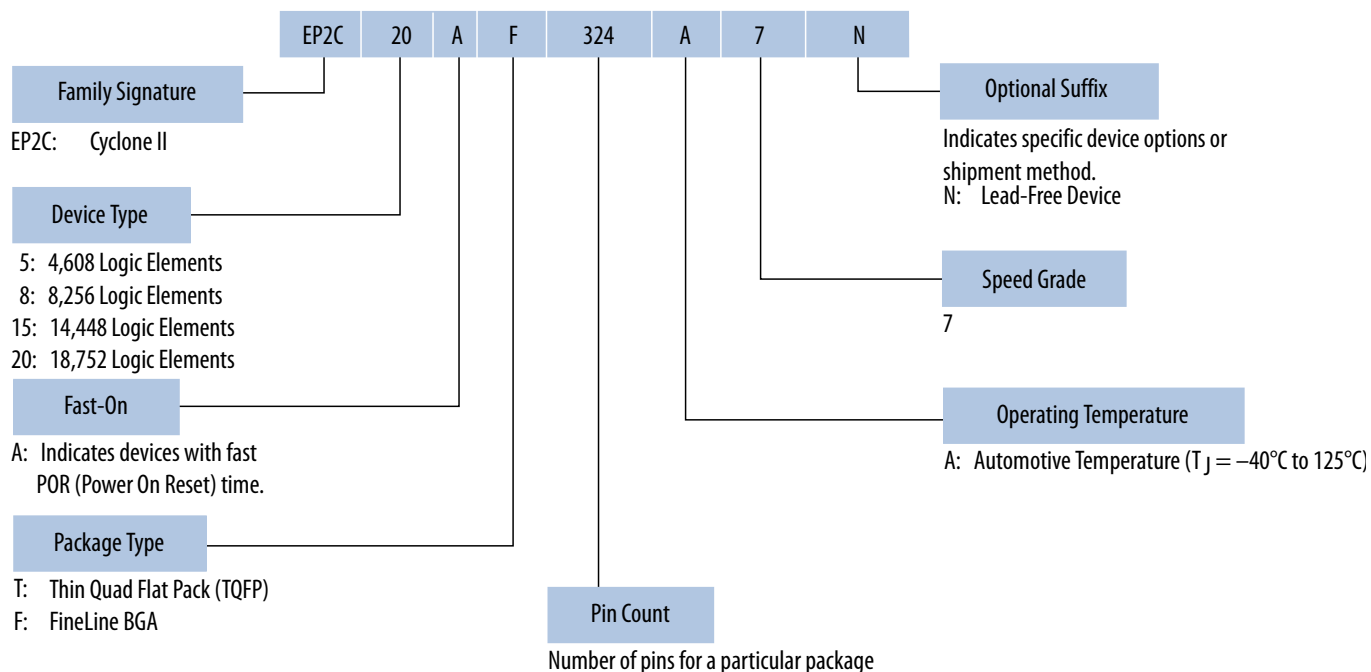 EP2C 20 A F 324 A 7 N
Family Signature
EP2C: Cyclone II
Device Type
5: 4,608 Logic Elements
8: 8,256 Logic Elements
15: 14,448 Logic Elements
20: 18,752 Logic Elements
Fast-On
A: Indicates devices with fast
POR (Power On Reset) time.
Package Type
T: Thin Quad Flat Pack (TQFP)
F: FineLine BGA
Pin Count
Number of pins for a particular package
Optional Suffix
Indicates specific device options or
shipment method.
N: Lead-Free Device
Speed Grade
7
Operating Temperature
A: Automotive Temperature (T J = –40°C to 125°C)